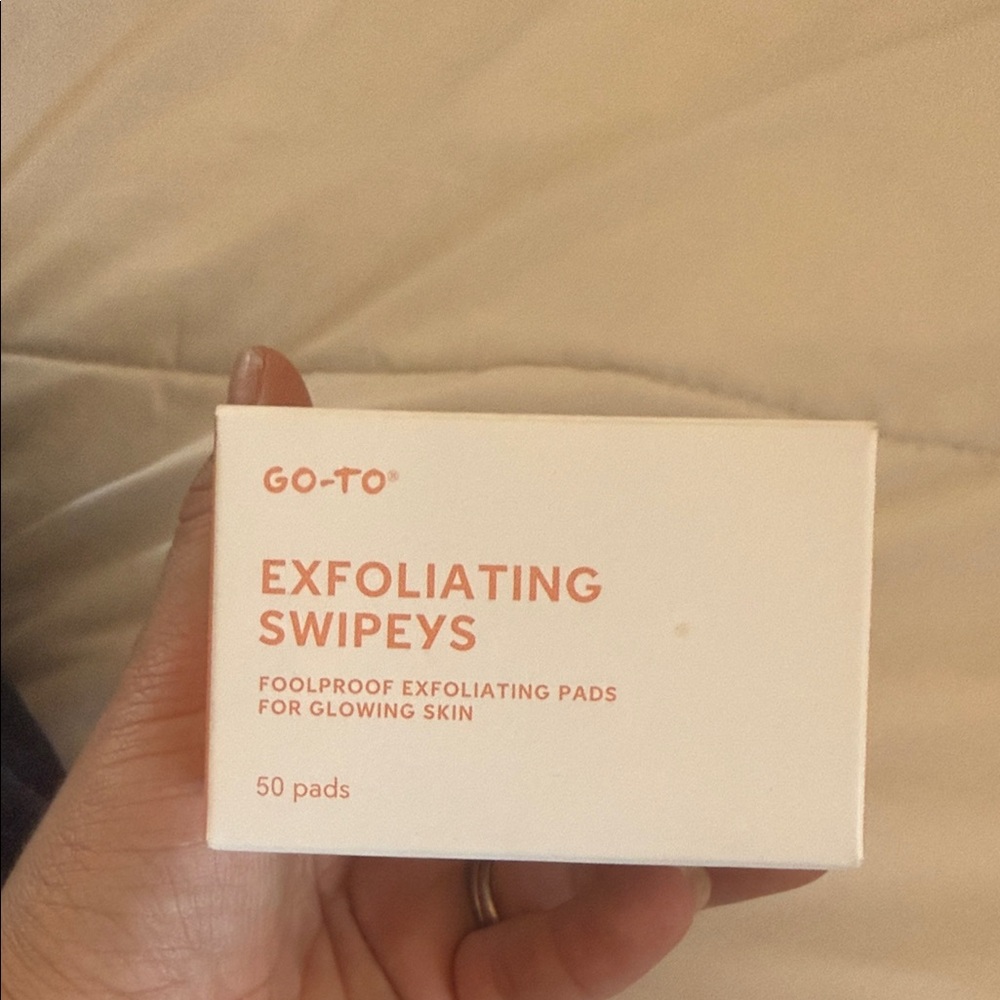 GO-TO®
EXFOLIATING
SWIPEYS
FOOLPROOF EXFOLIATING PADS
FOR GLOWING SKIN
50 pads